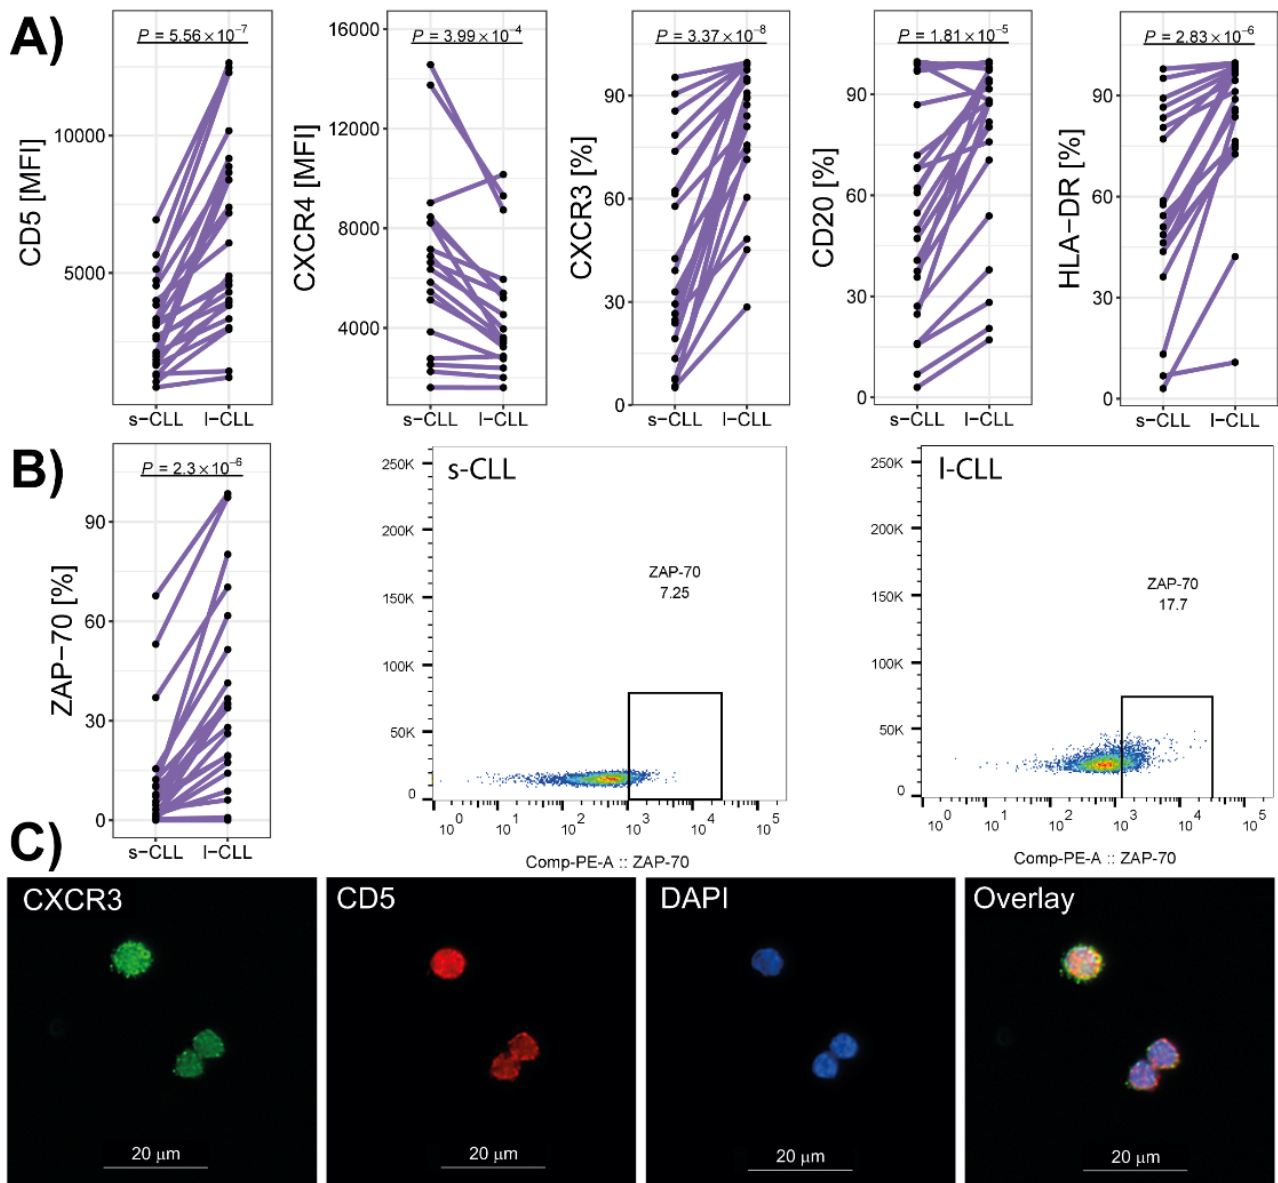 A)
P = 5.56×10⁻⁷
CD5 [MFI]
10000
5000
s−CLL l−CLL
P = 3.99×10⁻⁴
CXCR4 [MFI]
16000
12000
8000
4000
s−CLL l−CLL
P = 3.37×10⁻⁸
CXCR3 [%]
90
60
30
0
s−CLL l−CLL
P = 1.81×10⁻⁵
CD20 [%]
90
60
30
0
s−CLL l−CLL
P = 2.83×10⁻⁶
HLA−DR [%]
90
60
30
0
s−CLL l−CLL
B)
P = 2.3×10⁻⁶
ZAP−70 [%]
90
60
30
0
s−CLL l−CLL
s-CLL
250K
200K
150K
100K
50K
0
ZAP-70
7.25
10⁰ 10¹ 10² 10³ 10⁴ 10⁵
Comp-PE-A :: ZAP-70
l-CLL
250K
200K
150K
100K
50K
0
ZAP-70
17.7
10⁰ 10¹ 10² 10³ 10⁴ 10⁵
Comp-PE-A :: ZAP-70
C)
CXCR3
20 µm
CD5
20 µm
DAPI
20 µm
Overlay
20 µm